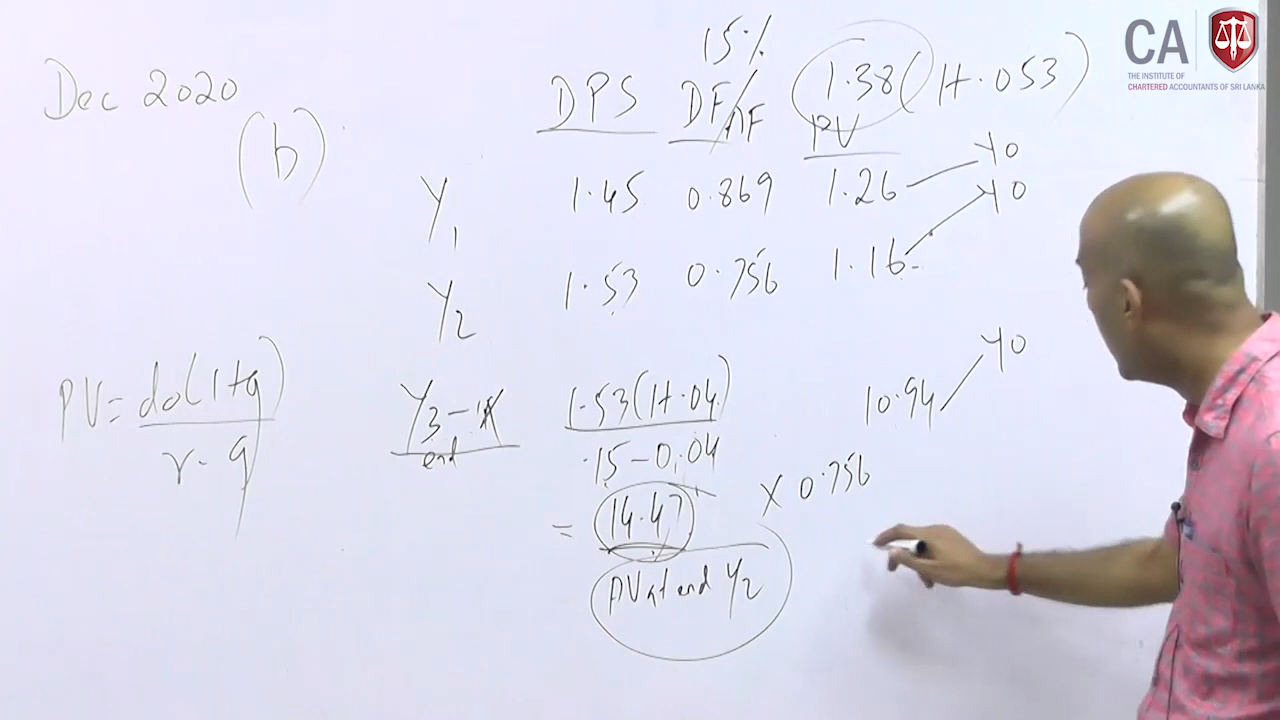 CA
THE INSTITUTE OF
CHARTERED ACCOUNTANTS OF SRI LANKA
Dec 2020
(b)
15%
DPS DF/AF 1.38(1+.053)
PV
Y1 1.45 0.869 1.26 Y0
Y2 1.53 0.756 1.16 Y0
PV= do(1+g)
r-g
Y3-
end
1.53(1+.04)
.15-0.04
10.94 Y0
= 14.47 X 0.756
PV at end Y2